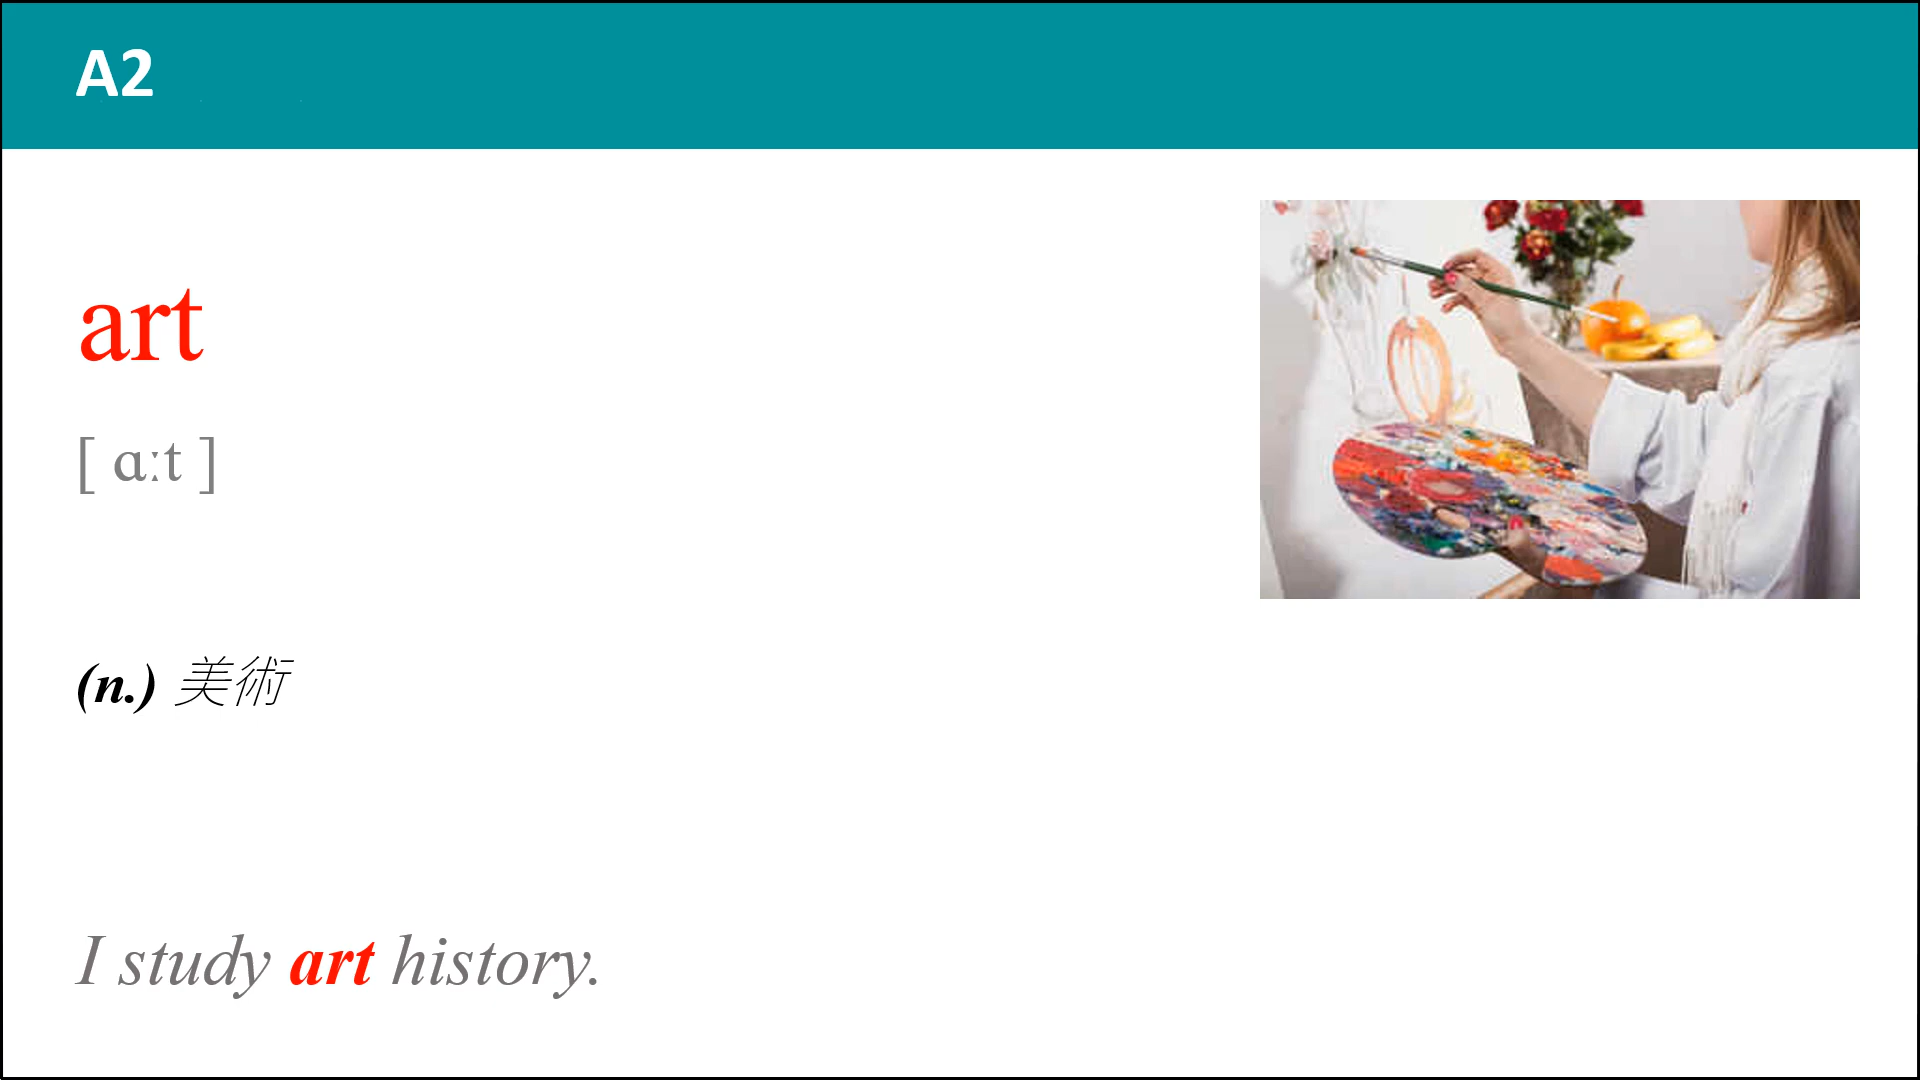 A2
art
[ ɑːt ]
(n.) 美術
I study art history.